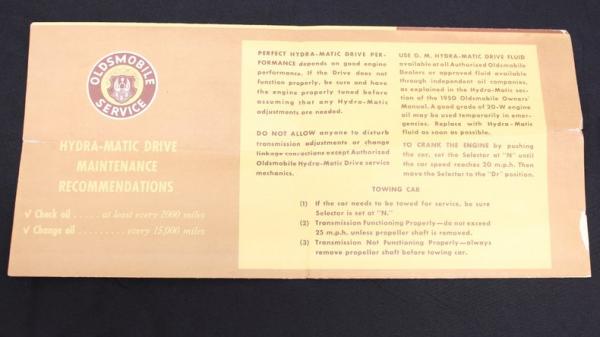 OLDSMOBILE
SERVICE
HYDRA-MATIC DRIVE
MAINTENANCE
RECOMMENDATIONS
√ Check oil ..... at least every 2000 miles
√ Change oil ..... every 15,000 miles
PERFECT HYDRA-MATIC DRIVE PER-
FORMANCE depends on good engine
performance. If the Drive does not
function properly, be sure and have
the engine properly tuned before
assuming that any Hydra-Matic
adjustments are needed.
DO NOT ALLOW anyone to disturb
transmission adjustments or change
linkage connections except Authorized
Oldsmobile Hydra-Matic Drive service
mechanics.
USE G. M. HYDRA-MATIC DRIVE FLUID
available at all Authorized Oldsmobile
Dealers or approved fluid available
through independent oil companies,
as explained in the Hydra-Matic sec-
tion of the 1950 Oldsmobile Owners'
Manual. A good grade of 20-W engine
oil may be used temporarily in emer-
gencies. Replace with Hydra-Matic
fluid as soon as possible.
TO CRANK THE ENGINE by pushing
the car, set the Selector at "N" until
the car speed reaches 20 m.p.h. Then
move the Selector to the "Dr" position.
TOWING CAR
(1) If the car needs to be towed for service, be sure
Selector is set at "N."
(2) Transmission Functioning Properly—do not exceed
25 m.p.h. unless propeller shaft is removed.
(3) Transmission Not Functioning Properly—always
remove propeller shaft before towing car.